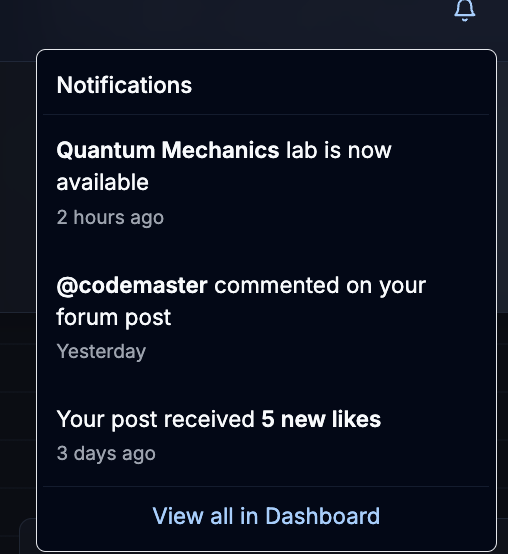 Notifications
Quantum Mechanics lab is now
available
2 hours ago
@codemaster commented on your
forum post
Yesterday
Your post received 5 new likes
3 days ago
View all in Dashboard